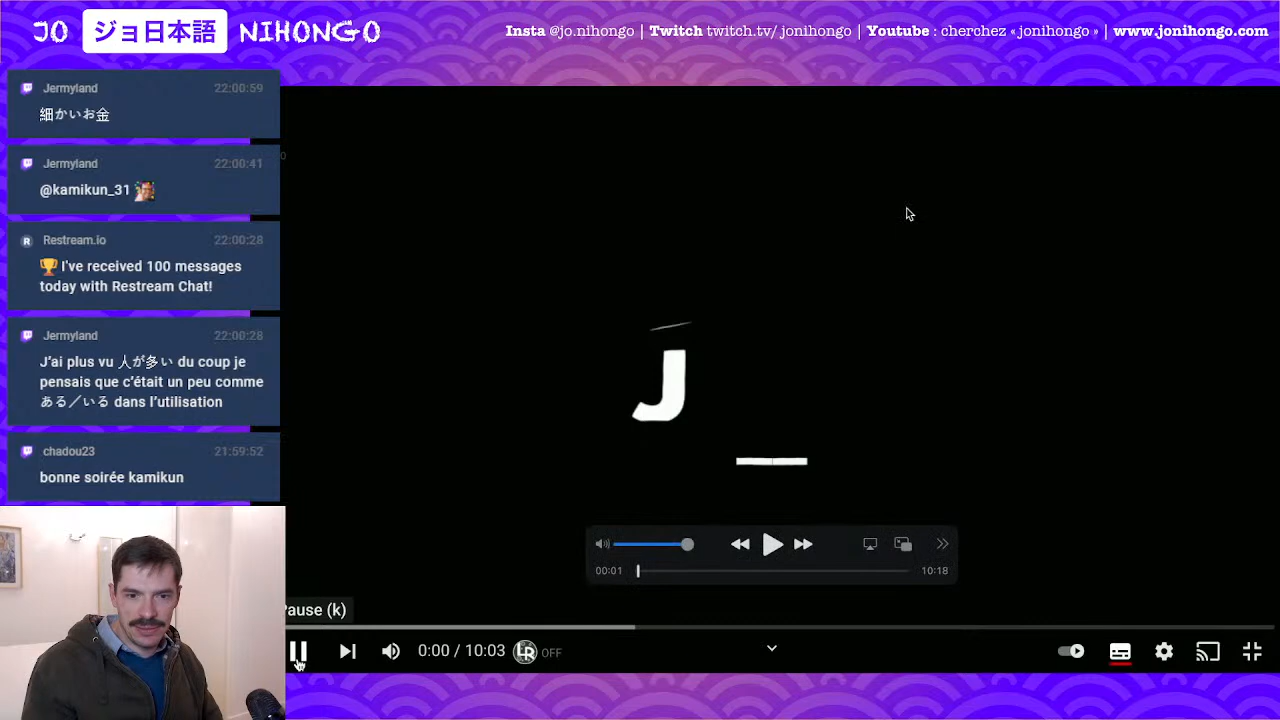 JO ジョ日本語 NIHONGO
Insta @jo.nihongo | Twitch twitch.tv/jonihongo | Youtube : cherchez « jonihongo » | www.jonihongo.com
Jermyland 22:00:59
細かいお金
Jermyland 22:00:41
@kamikun_31
Restream.io 22:00:28
🏆 I've received 100 messages
today with Restream Chat!
Jermyland 22:00:28
J'ai plus vu 人が多い du coup je
pensais que c'était un peu comme
ある／いる dans l'utilisation
chadou23 21:59:52
bonne soirée kamikun
J
00:01 10:18
Pause (k)
0:00 / 10:03 LR OFF